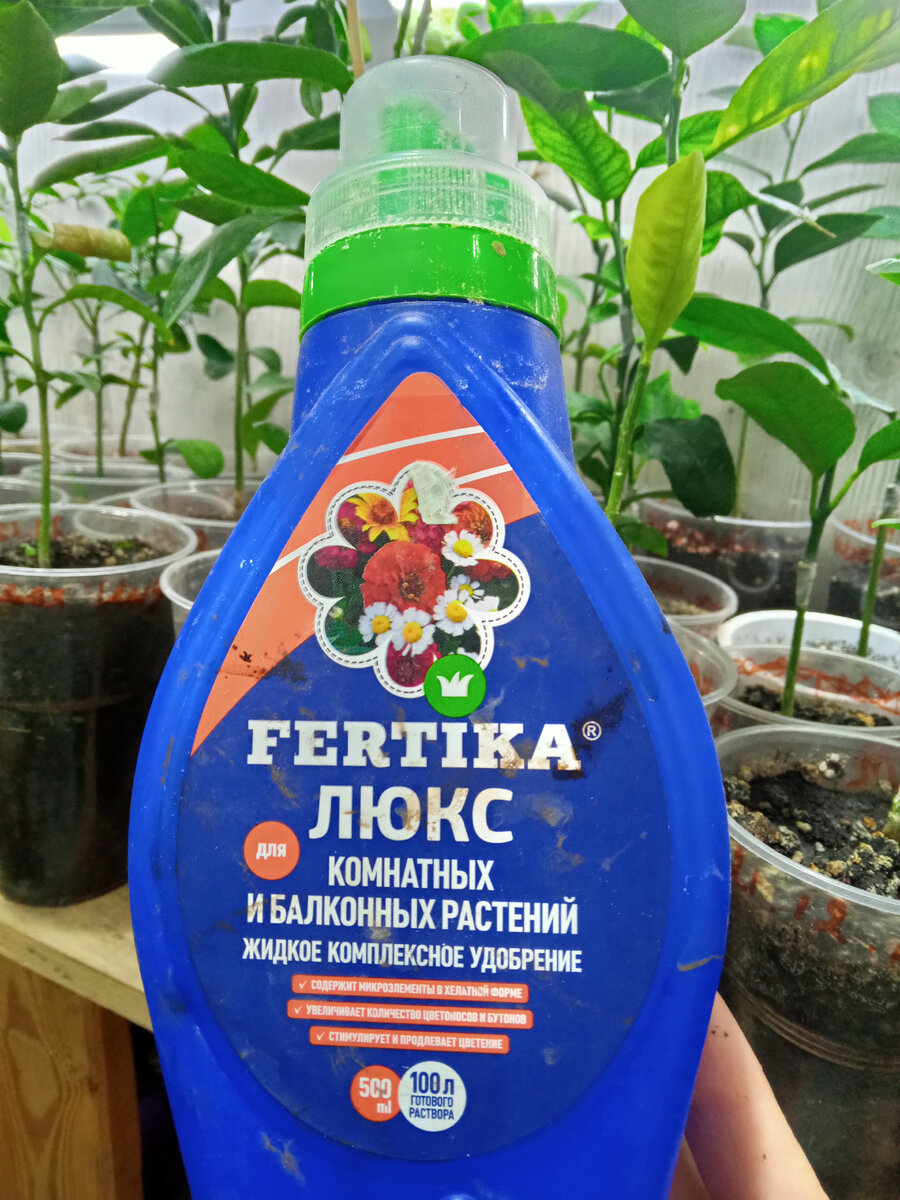 FERTIKA®
ЛЮКС
ДЛЯ
КОМНАТНЫХ
И БАЛКОННЫХ РАСТЕНИЙ
ЖИДКОЕ КОМПЛЕКСНОЕ УДОБРЕНИЕ
✓ СОДЕРЖИТ МИКРОЭЛЕМЕНТЫ В ХЕЛАТНОЙ ФОРМЕ
✓ УВЕЛИЧИВАЕТ КОЛИЧЕСТВО ЦВЕТОНОСОВ И БУТОНОВ
✓ СТИМУЛИРУЕТ И ПРОДЛЕВАЕТ ЦВЕТЕНИЕ
500
ml
100 л
ГОТОВОГО
РАСТВОРА